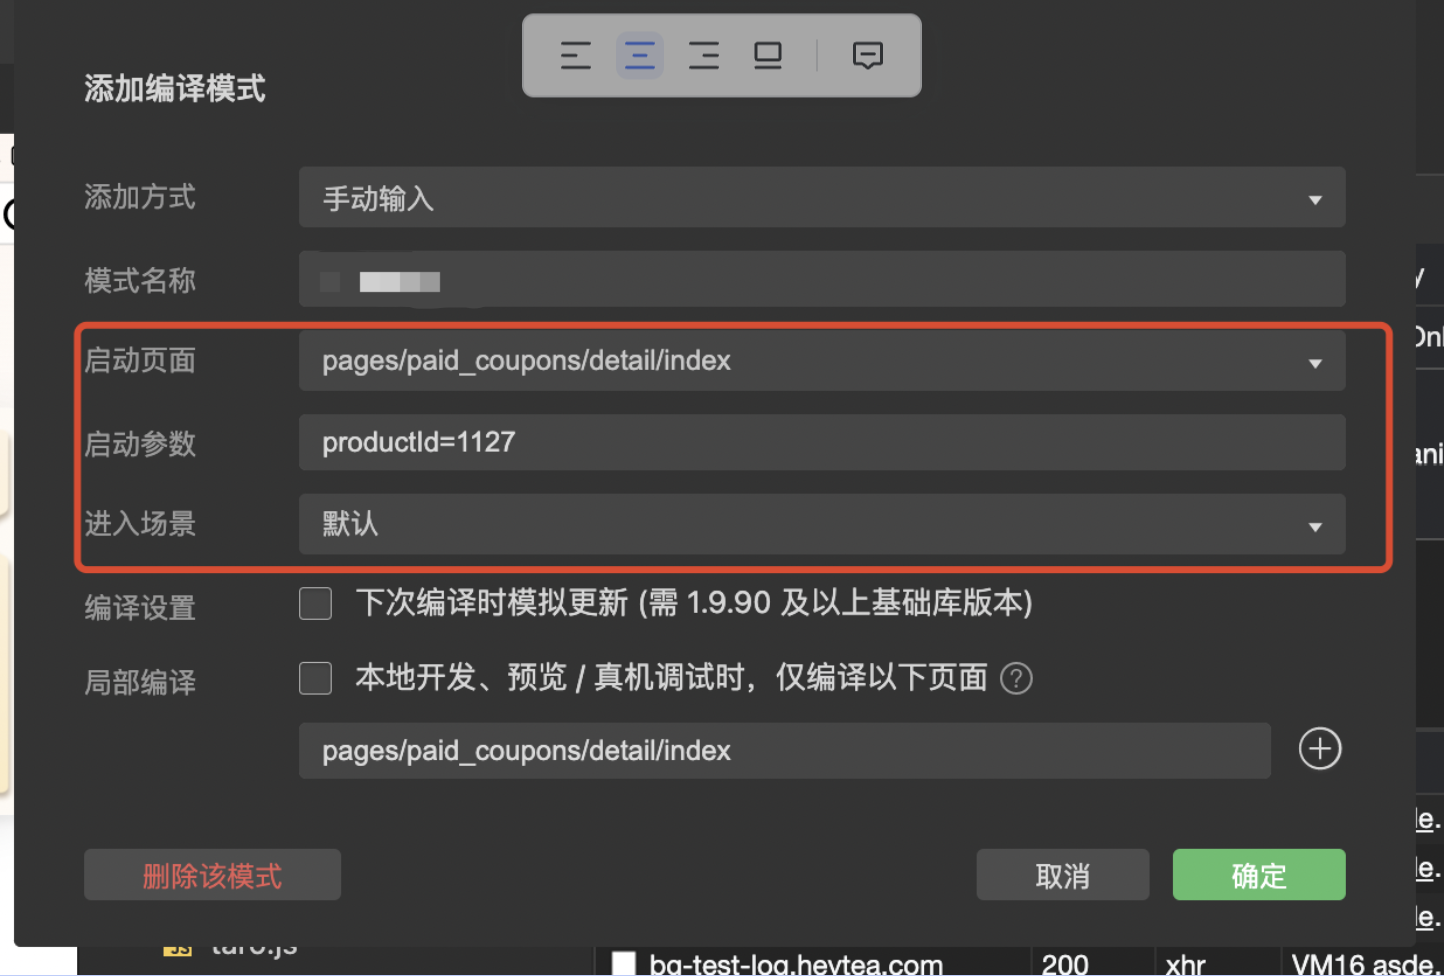 添加编译模式
添加方式
手动输入
模式名称
启动页面
pages/paid_coupons/detail/index
启动参数
productId=1127
进入场景
默认
编译设置
下次编译时模拟更新 (需 1.9.90 及以上基础库版本)
局部编译
本地开发、预览 / 真机调试时，仅编译以下页面 ?
pages/paid_coupons/detail/index
删除该模式
取消
确定
JS taro.js
bg-test-log.heytea.com 200 xhr VM16 asde.